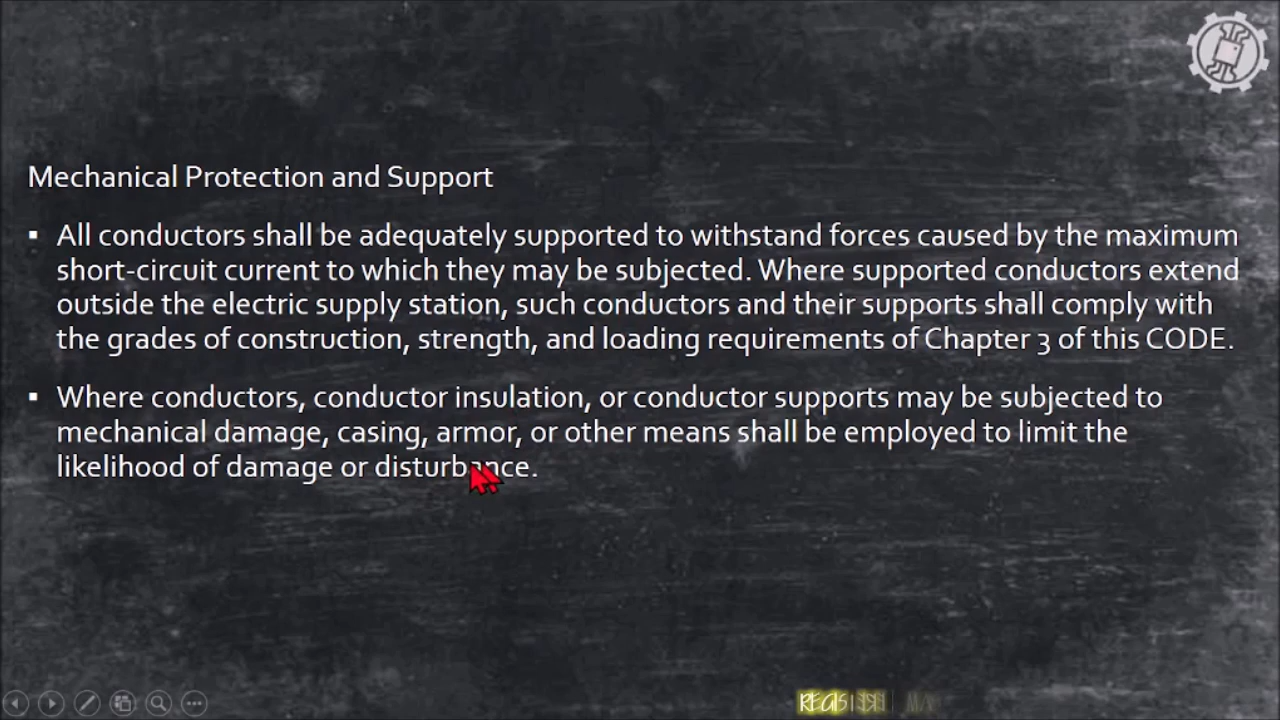 Mechanical Protection and Support
▪ All conductors shall be adequately supported to withstand forces caused by the maximum
short-circuit current to which they may be subjected. Where supported conductors extend
outside the electric supply station, such conductors and their supports shall comply with
the grades of construction, strength, and loading requirements of Chapter 3 of this CODE.
▪ Where conductors, conductor insulation, or conductor supports may be subjected to
mechanical damage, casing, armor, or other means shall be employed to limit the
likelihood of damage or disturbance.